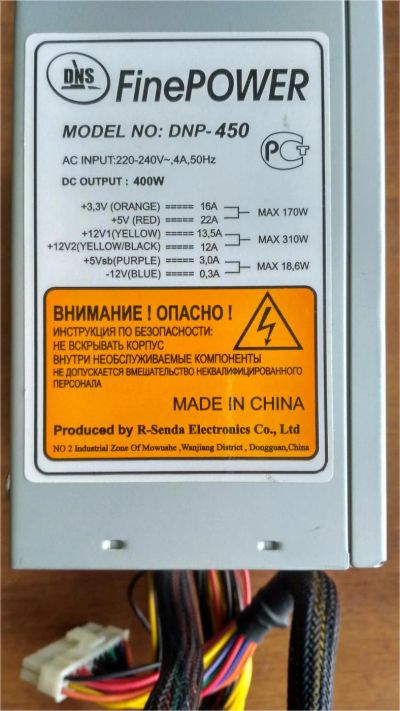 DNS
FinePOWER
MODEL NO: DNP-450
AC INPUT:220-240V~,4A,50Hz
DC OUTPUT : 400W
РСТ
+3,3V (ORANGE) ===== 16A
+5V (RED) ===== 22A
MAX 170W
+12V1(YELLOW) ===== 13,5A
+12V2(YELLOW/BLACK) ===== 12A
MAX 310W
+5Vsb(PURPLE) ===== 3,0A
-12V(BLUE) ===== 0,3A
MAX 18,6W
ВНИМАНИЕ ! ОПАСНО !
ИНСТРУКЦИЯ ПО БЕЗОПАСНОСТИ:
НЕ ВСКРЫВАТЬ КОРПУС
ВНУТРИ НЕОБСЛУЖИВАЕМЫЕ КОМПОНЕНТЫ
НЕ ДОПУСКАЕТСЯ ВМЕШАТЕЛЬСТВО НЕКВАЛИФИЦИРОВАННОГО
ПЕРСОНАЛА
MADE IN CHINA
Produced by R-Senda Electronics Co., Ltd
NO 2 Industrial Zone Of Mowushe ,Wanjiang District , Dongguan,China